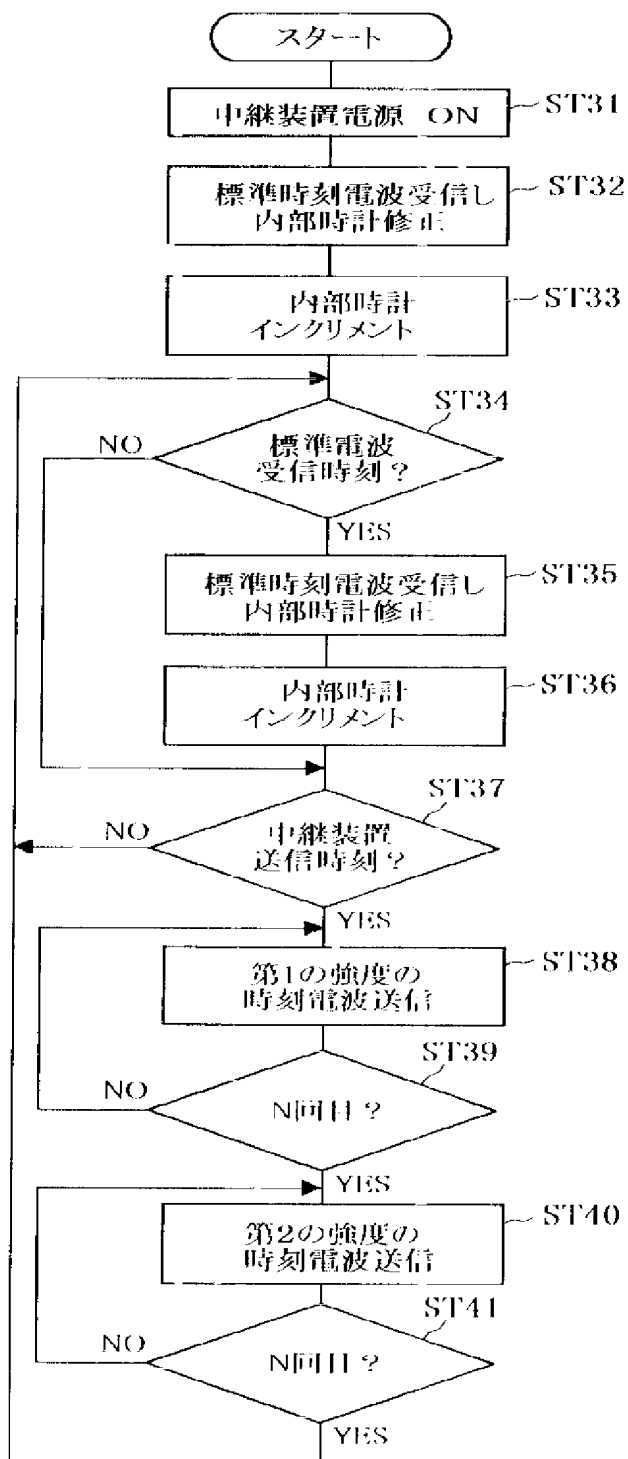 スタート
中継装置電源 ON
ST31
標準時刻電波受信し
内部時計修正
ST32
内部時計
インクリメント
ST33
ST34
NO
標準電波
受信時刻?
YES
標準時刻電波受信し
内部時計修正
ST35
内部時計
インクリメント
ST36
ST37
NO
中継装置
送信時刻?
YES
第1の強度の
時刻電波送信
ST38
ST39
NO
N回目?
YES
第2の強度の
時刻電波送信
ST40
ST41
NO
N回目?
YES